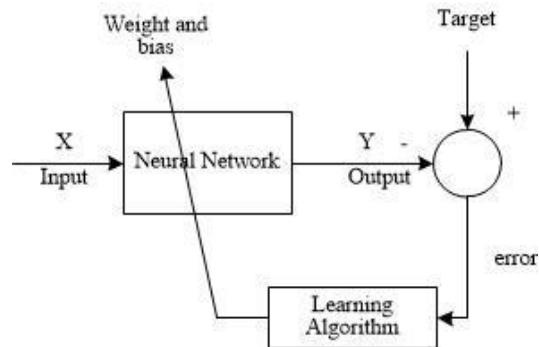 Weight and
bias
Target
+
X
Input
Neural Network
Y -
Output
error
Learning
Algorithm